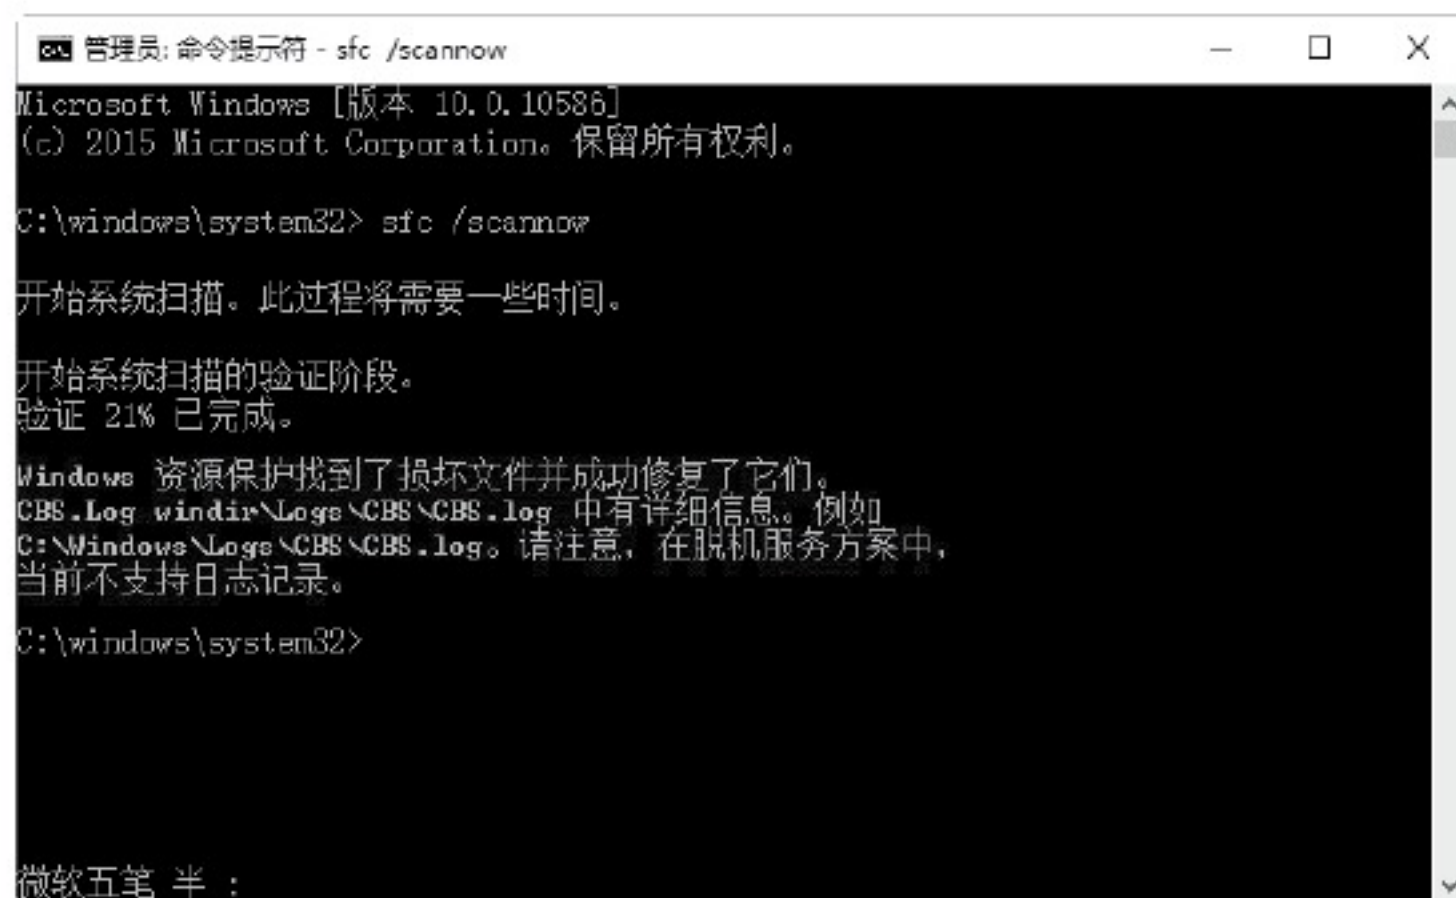 管理员: 命令提示符 - sfc /scannow
Microsoft Windows [版本 10.0.10586]
(c) 2015 Microsoft Corporation。保留所有权利。
C:\windows\system32> sfc /scannow
开始系统扫描。此过程将需要一些时间。
开始系统扫描的验证阶段。
验证 21% 已完成。
Windows 资源保护找到了损坏文件并成功修复了它们。
CBS.Log windir\Logs\CBS\CBS.log 中有详细信息。例如
C:\Windows\Logs\CBS\CBS.log。请注意，在脱机服务方案中，
当前不支持日志记录。
C:\windows\system32>
微软五笔 半 :